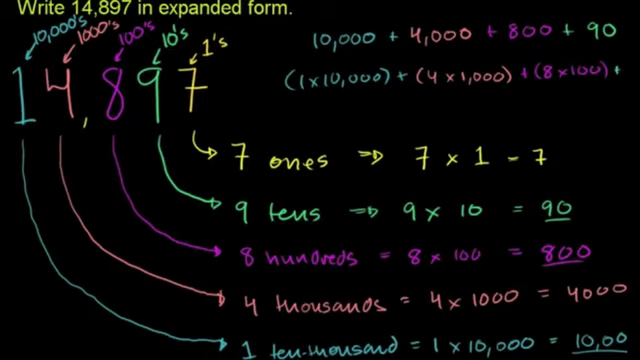 Write 14,897 in expanded form.
10,000's 1000's 100's 10's 1's
14,897
10,000 + 4,000 + 800 + 90
(1x10,000) + (4 x 1,000) + (8 x 100) +
7 ones ⇒ 7 x 1 - 7
9 tens ⇒ 9 x 10 = 90
8 hundreds = 8 x 100 = 800
4 thousands = 4 x 1000 = 4000
1 ten-thousand = 1 x 10,000 = 10,00